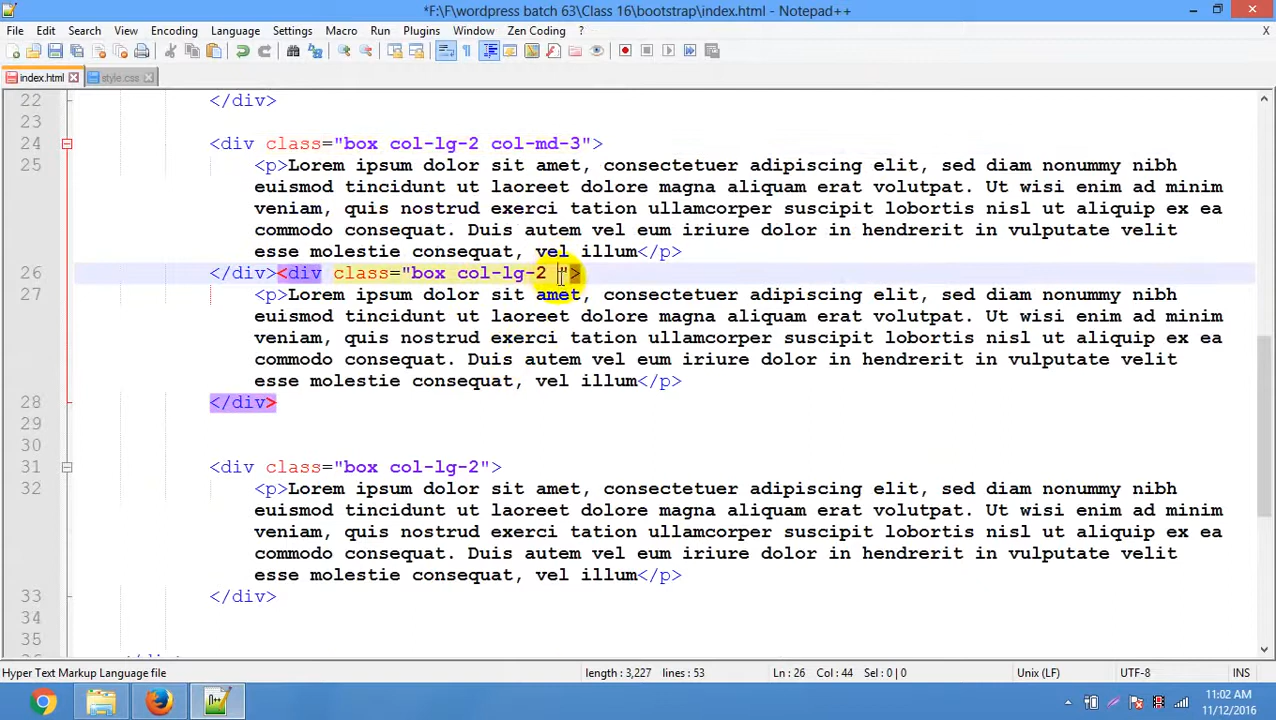 *F:\F\wordpress batch 63\Class 16\bootstrap\index.html - Notepad++
File Edit Search View Encoding Language Settings Macro Run Plugins Window Zen Coding ? X
index.html style.css
22 </div>
23
24 <div class="box col-lg-2 col-md-3">
25 <p>Lorem ipsum dolor sit amet, consectetuer adipiscing elit, sed diam nonummy nibh
euismod tincidunt ut laoreet dolore magna aliquam erat volutpat. Ut wisi enim ad minim
veniam, quis nostrud exerci tation ullamcorper suscipit lobortis nisl ut aliquip ex ea
commodo consequat. Duis autem vel eum iriure dolor in hendrerit in vulputate velit
esse molestie consequat, vel illum</p>
26 </div><div class="box col-lg-2 ">
27 <p>Lorem ipsum dolor sit amet, consectetuer adipiscing elit, sed diam nonummy nibh
euismod tincidunt ut laoreet dolore magna aliquam erat volutpat. Ut wisi enim ad minim
veniam, quis nostrud exerci tation ullamcorper suscipit lobortis nisl ut aliquip ex ea
commodo consequat. Duis autem vel eum iriure dolor in hendrerit in vulputate velit
esse molestie consequat, vel illum</p>
28 </div>
29
30
31 <div class="box col-lg-2">
32 <p>Lorem ipsum dolor sit amet, consectetuer adipiscing elit, sed diam nonummy nibh
euismod tincidunt ut laoreet dolore magna aliquam erat volutpat. Ut wisi enim ad minim
veniam, quis nostrud exerci tation ullamcorper suscipit lobortis nisl ut aliquip ex ea
commodo consequat. Duis autem vel eum iriure dolor in hendrerit in vulputate velit
esse molestie consequat, vel illum</p>
33 </div>
34
35
Hyper Text Markup Language file length : 3,227 lines : 53 Ln : 26 Col : 44 Sel : 0 | 0 Unix (LF) UTF-8 INS
11:02 AM
11/12/2016